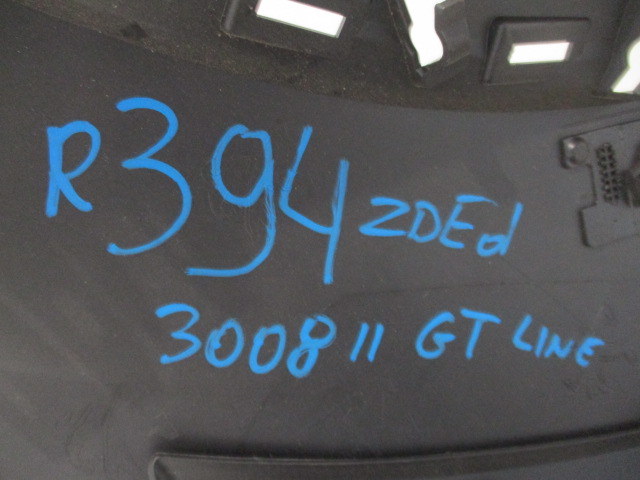 R394 ZDEd
3008 II GT LINE